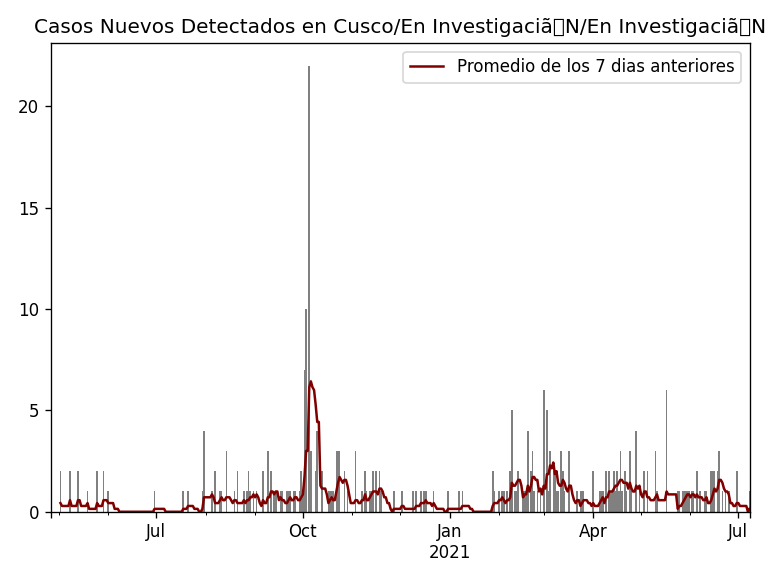 Casos Nuevos Detectados en Cusco/En Investigaciã▯N/En Investigaciã▯N
Promedio de los 7 dias anteriores
20
15
10
5
0
Jul
Oct
Jan
Apr
Jul
2021